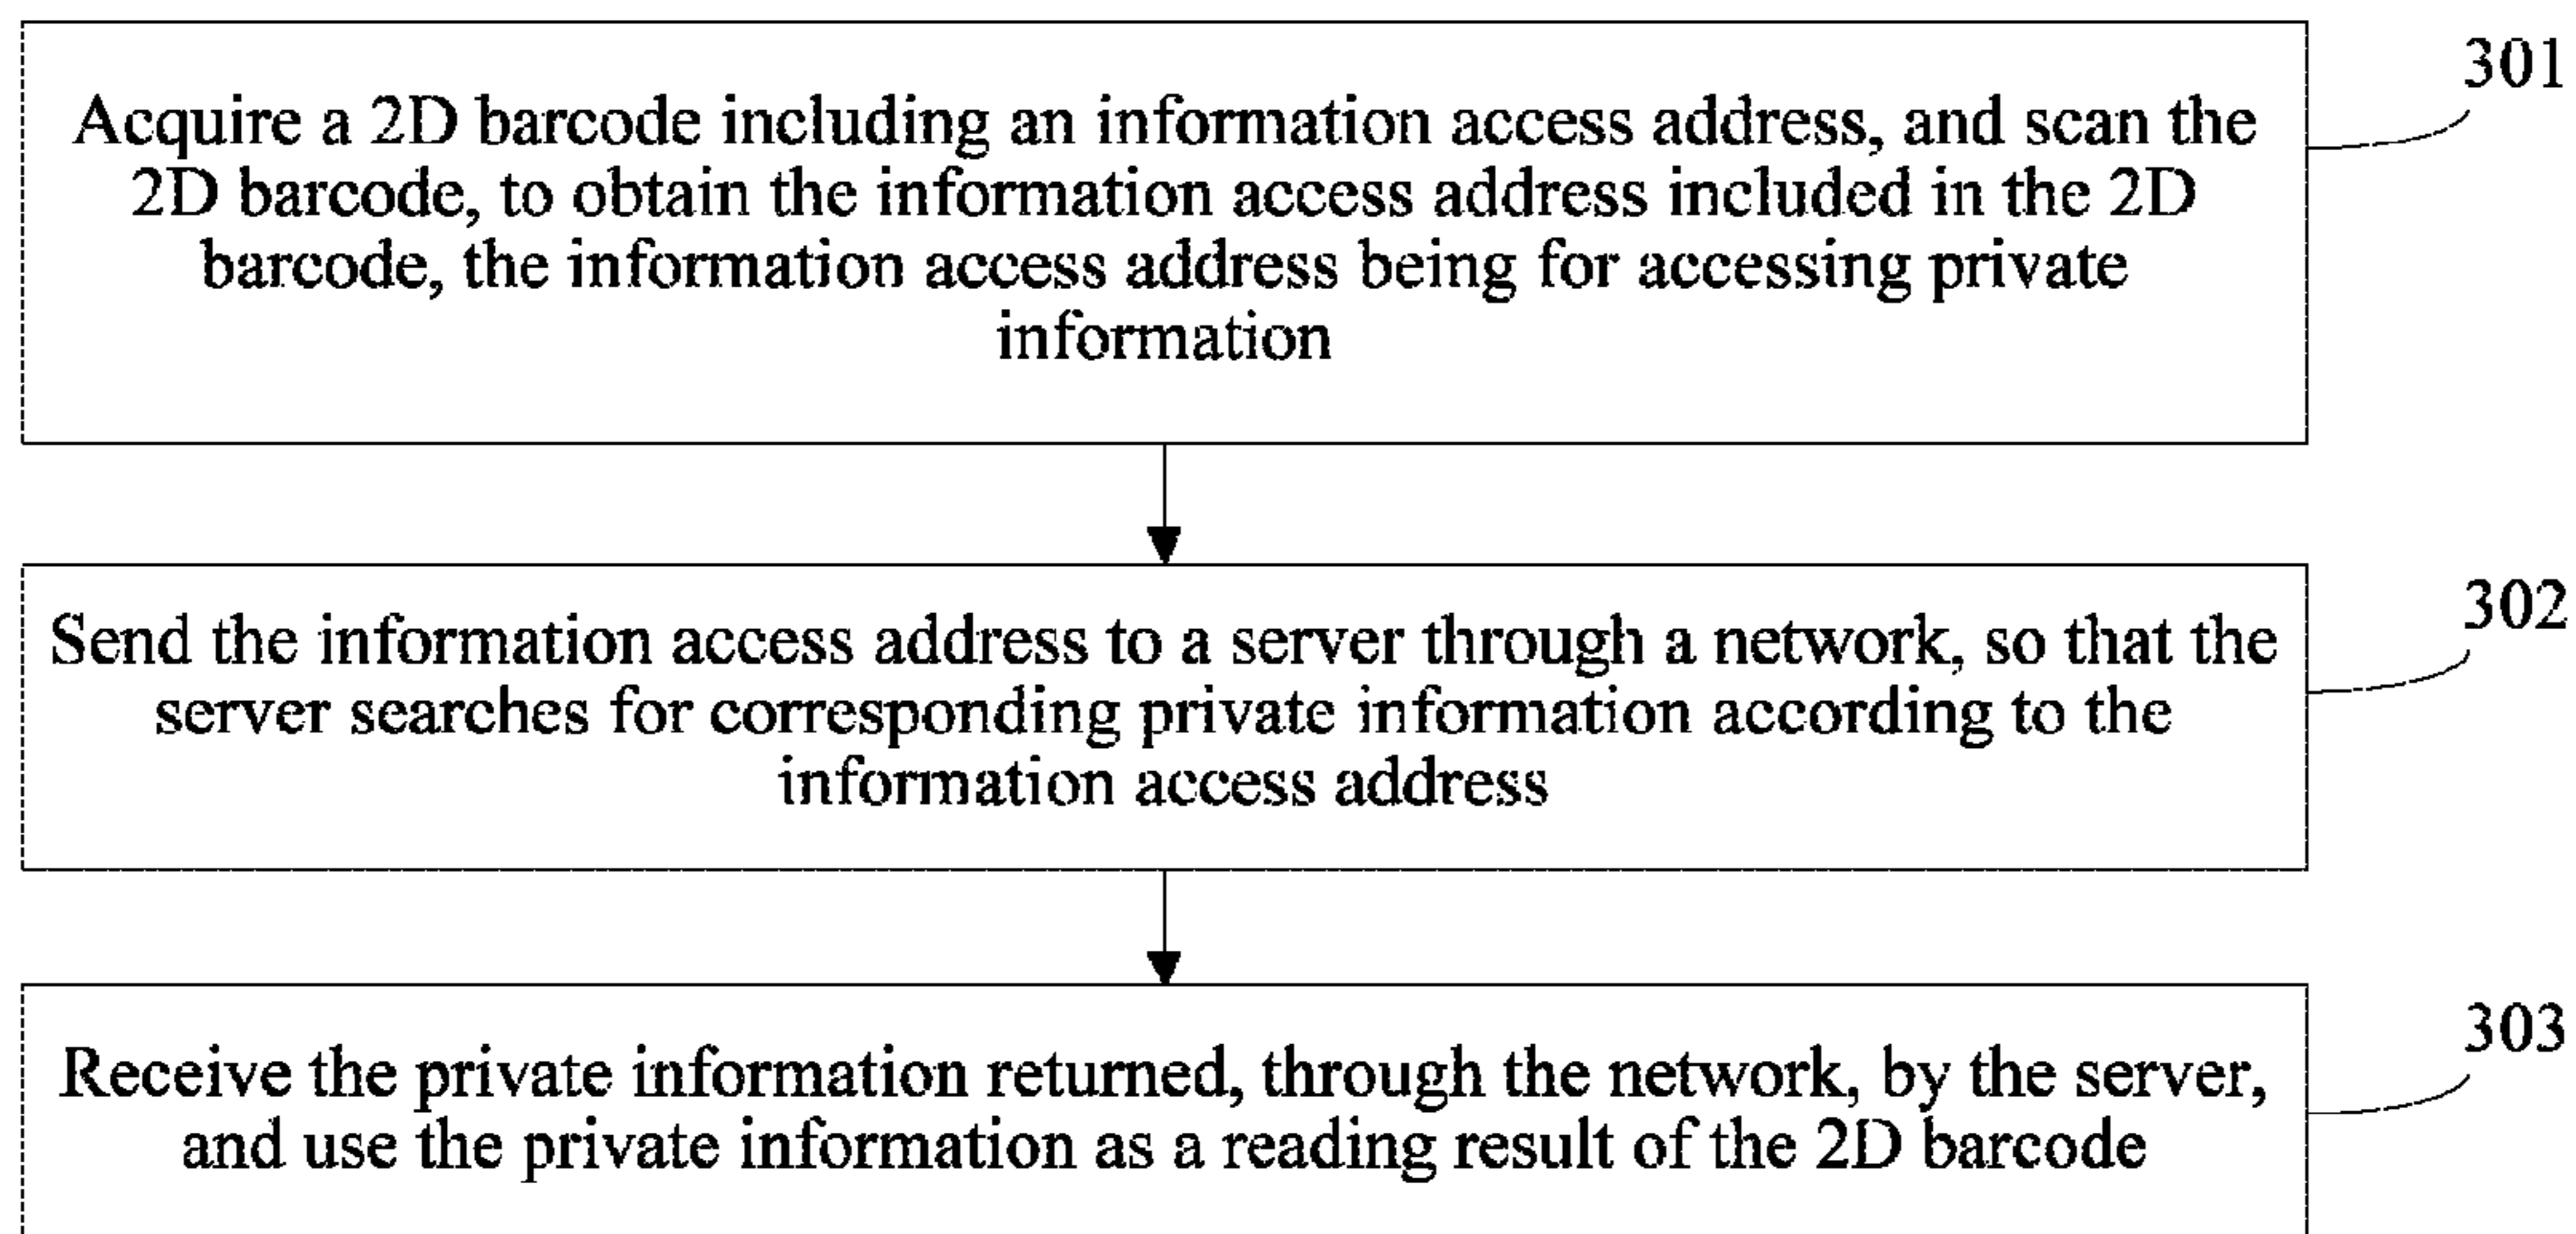 301
Acquire a 2D barcode including an information access address, and scan the
2D barcode, to obtain the information access address included in the 2D
barcode, the information access address being for accessing private
information
302
Send the information access address to a server through a network, so that the
server searches for corresponding private information according to the
information access address
303
Receive the private information returned, through the network, by the server,
and use the private information as a reading result of the 2D barcode